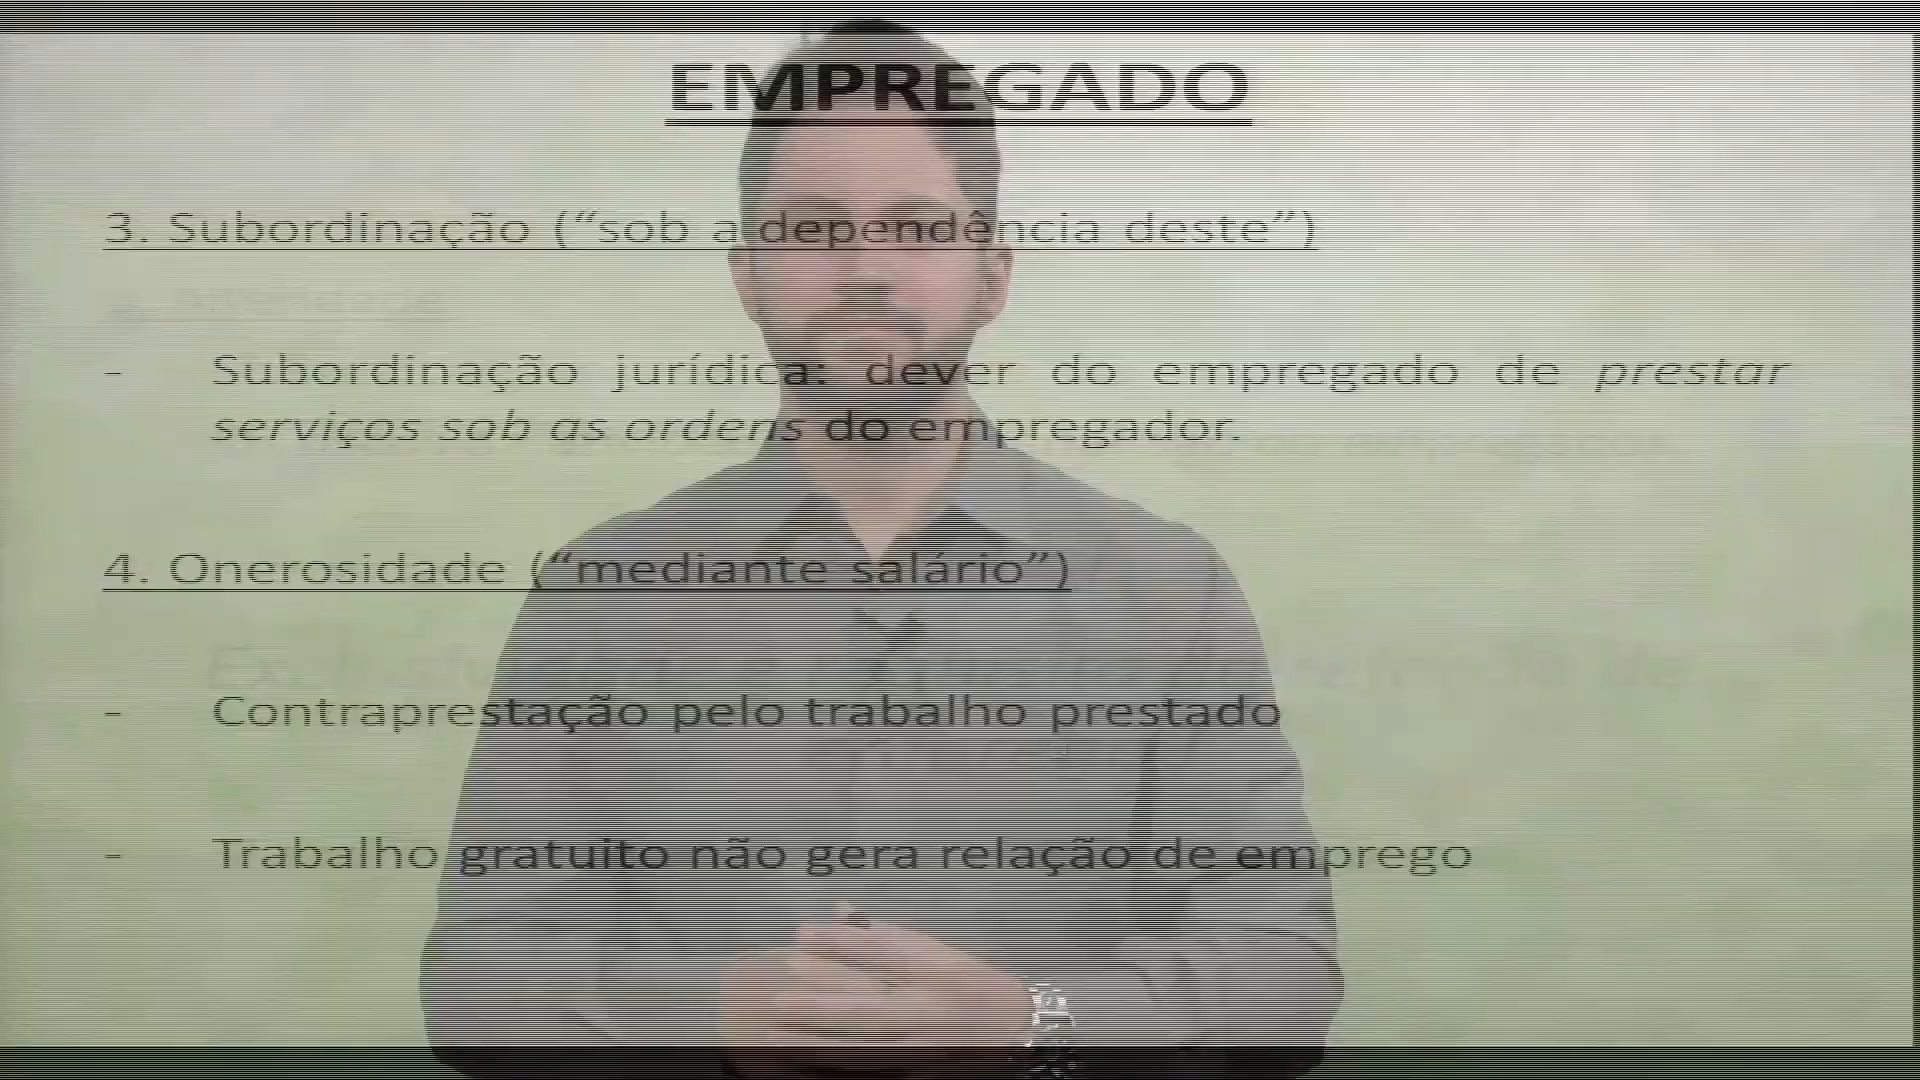 EMPREGADO
3. Subordinação (“sob a dependência deste”)
alteridade
- Subordinação jurídica: dever do empregado de prestar
serviços sob as ordens do empregador.
4. Onerosidade (“mediante salário”)
- Contraprestação pelo trabalho prestado
- Trabalho gratuito não gera relação de emprego